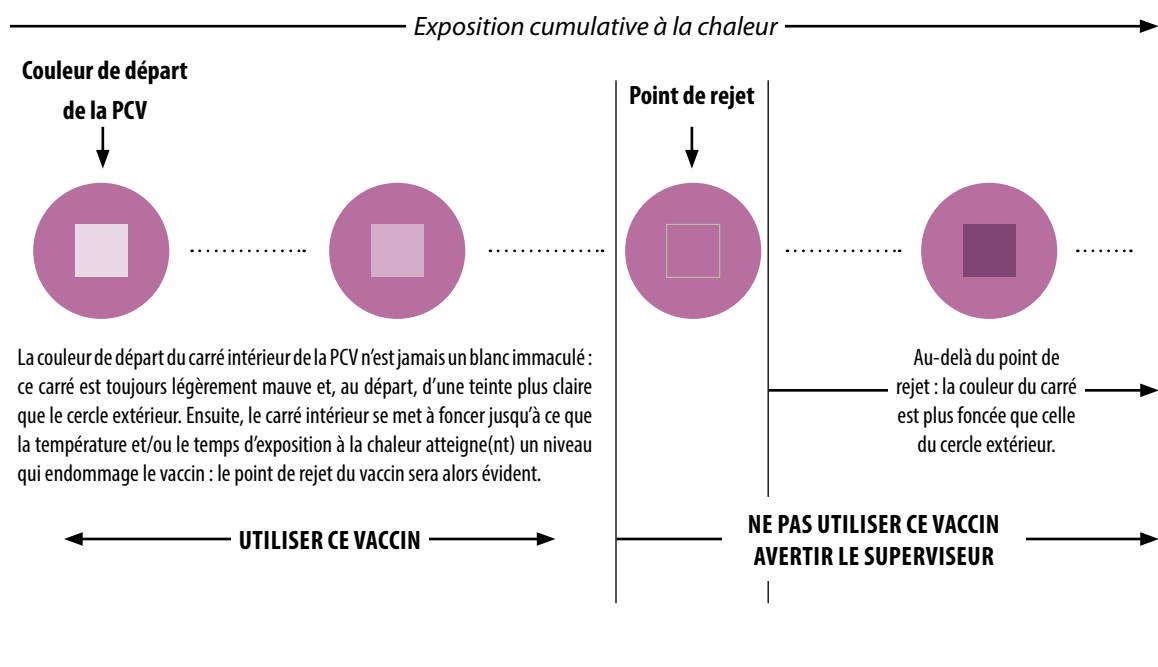 Exposition cumulative à la chaleur
Couleur de départ
de la PCV
Point de rejet
La couleur de départ du carré intérieur de la PCV n’est jamais un blanc immaculé :
ce carré est toujours légèrement mauve et, au départ, d’une teinte plus claire
que le cercle extérieur. Ensuite, le carré intérieur se met à foncer jusqu’à ce que
la température et/ou le temps d’exposition à la chaleur atteigne(nt) un niveau
qui endommage le vaccin : le point de rejet du vaccin sera alors évident.
Au-delà du point de
rejet : la couleur du carré
est plus foncée que celle
du cercle extérieur.
UTILISER CE VACCIN
NE PAS UTILISER CE VACCIN
AVERTIR LE SUPERVISEUR